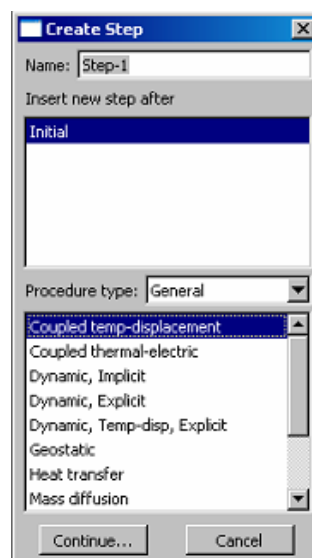 Create Step
Name: Step-1
Insert new step after
Initial
Procedure type: General
Coupled temp-displacement
Coupled thermal-electric
Dynamic, Implicit
Dynamic, Explicit
Dynamic, Temp-disp, Explicit
Geostatic
Heat transfer
Mass diffusion
Continue... Cancel